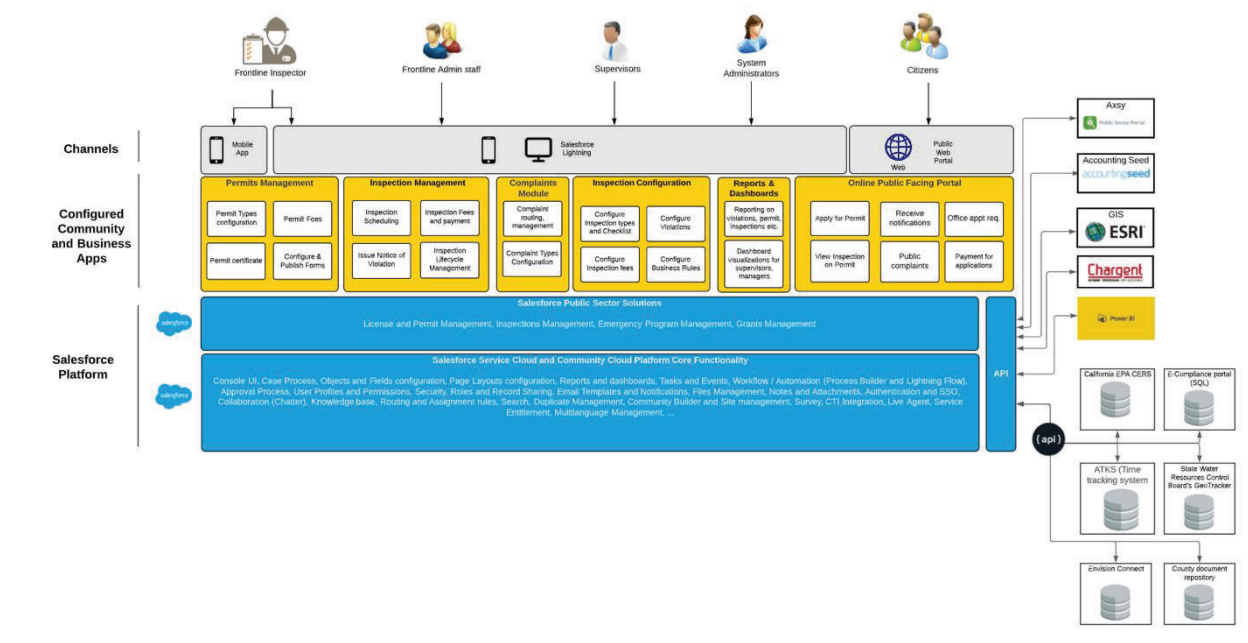 Frontline Inspector
Frontline Admin staff
Supervisors
System
Administrators
Citizens
Channels
Mobile
App
Salesforce
Lightning
Web
Public
Web
Portal
Configured
Community
and Business
Apps
Permits Management
Permit Types
configuration
Permit Fees
Permit certificate
Configure &
Publish Forms
Inspection Management
Inspection
Scheduling
Inspection Fees
and payment
Issue Notice of
Violation
Inspection
Lifecycle
Management
Complaints
Module
Complaint
routing,
management
Complaint Types
Configuration
Inspection Configuration
Configure
Inspection types
and Checklist
Configure
Violations
Configure
Inspection fees
Configure
Business Rules
Reports &
Dashboards
Reporting on
violations, permit,
inspections etc.
Dashboard
visualizations for
supervisors,
managers
Online Public Facing Portal
Apply for Permit
Receive
notifications
Office appt req.
View Inspection
on Permit
Public
complaints
Payment for
applications
Salesforce
Platform
salesforce
Salesforce Public Sector Solutions
License and Permit Management, Inspections Management, Emergency Program Management, Grants Management
salesforce
Salesforce Service Cloud and Community Cloud Platform Core Functionality
Console UI, Case Process, Objects and Fields configuration, Page Layouts configuration, Reports and dashboards, Tasks and Events, Workflow / Automation (Process Builder and Lightning Flow),
Approval Process, User Profiles and Permissions, Security, Roles and Record Sharing. Email Templates and Notifications, Files Management, Notes and Attachments, Authentication and SSO,
Collaboration (Chatter), Knowledge base, Routing and Assignment rules, Search, Duplicate Management, Community Builder and Site management, Survey, CTI Integration, Live Agent, Service
Entitlement, Multilanguage Management, ...
API
Axsy
Public Sector Portal
Accounting Seed
accountingseed
GIS
ESRI
Chargent
Power BI
{api}
California EPA CERS
E-Compliance portal
(SQL)
ATKS (Time
tracking system
State Water
Resources Control
Board's GeoTracker
Envision Connect
County document
repository